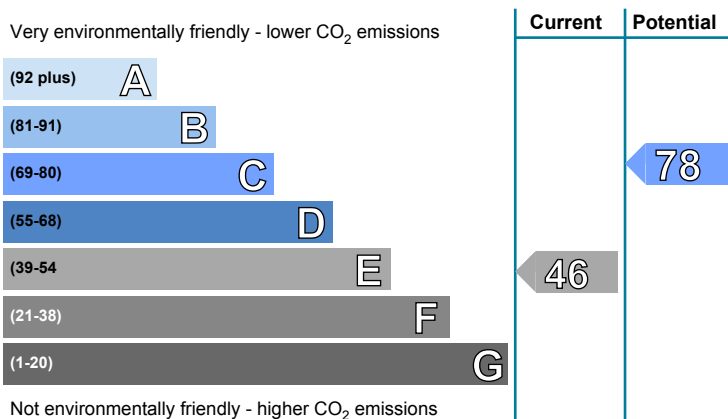 Current Potential
Very environmentally friendly - lower CO2 emissions
(92 plus) A
(81-91) B
(69-80) C
78
(55-68) D
(39-54 E
46
(21-38) F
(1-20) G
Not environmentally friendly - higher CO2 emissions